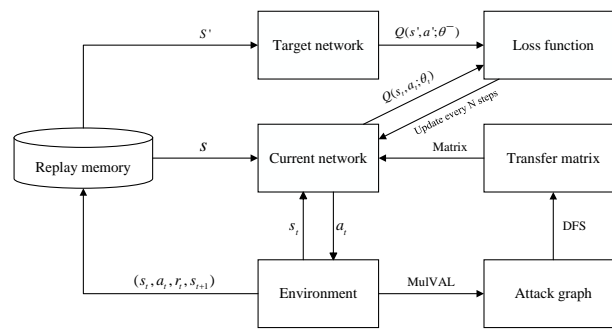 S'
Target network
Q(s',a';θ⁻)
Loss function
Q(s_t,a_t;θ_t)
Update every N steps
Replay memory
s
Current network
Matrix
Transfer matrix
s_t
a_t
DFS
(s_t,a_t,r_t,s_{t+1})
Environment
MulVAL
Attack graph